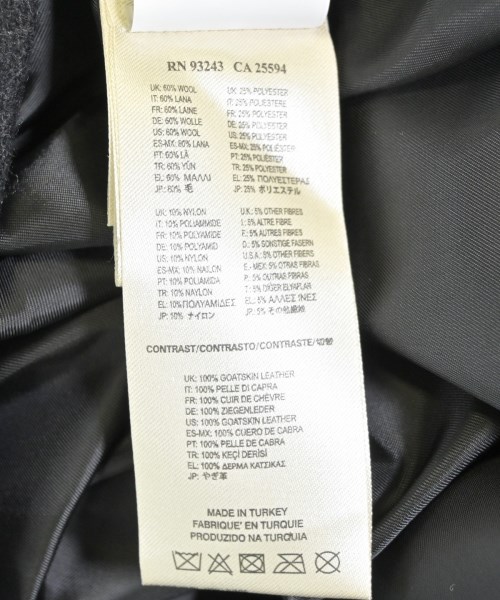 RN 93243 CA 25594
UK: 60% WOOL
IT: 60% LANA
FR: 60% LAINE
DE: 60% WOLLE
US: 60% WOOL
ES-MX: 60% LANA
PT: 60% LÃ
TR: 60% YÜN
EL: 60% ΜΑΛΛΙ
JP: 60% 毛
UK: 25% POLYESTER
IT: 25% POLIESTERE
FR: 25% POLYESTER
DE: 25% POLYESTER
US: 25% POLYESTER
ES-MX: 25% POLIÉSTER
PT: 25% POLIÉSTER
TR: 25% POLYESTER
EL: 25% ΠΟΛΥΕΣΤΕΡΑΣ
JP: 25% ポリエステル
UK: 10% NYLON
IT: 10% POLIAMMIDE
FR: 10% POLYAMIDE
DE: 10% POLYAMID
US: 10% NYLON
ES-MX: 10% NAILON
PT: 10% POLIAMIDA
TR: 10% NAYLON
EL: 10% ΠΟΛΥΑΜΙΔΕΣ
JP: 10% ナイロン
UK: 5% OTHER FIBRES
5% ALTRE FIBRE
5% AUTRES FIBRES
5% SONSTIGE FASERN
5% OTHER FIBERS
5% OTRAS FIBRAS
5% OUTRAS FIBRAS
5% DİĞER ELYAFLAR
EL: 5% ΑΛΛΕΣ ΙΝΕΣ
JP: 5% その他繊維
CONTRAST/CONTRASTO/CONTRASTE/切替
UK: 100% GOATSKIN LEATHER
IT: 100% PELLE DI CAPRA
FR: 100% CUIR DE CHÈVRE
DE: 100% ZIEGENLEDER
US: 100% GOATSKIN LEATHER
ES-MX: 100% CUERO DE CABRA
PT: 100% PELE DE CABRA
TR: 100% KEÇİ DERİSİ
EL: 100% ΔΕΡΜΑ ΚΑΤΣΙΚΑΣ
JP: やぎ革
MADE IN TURKEY
FABRIQUE' EN TURQUIE
PRODUZIDO NA TURQUIA